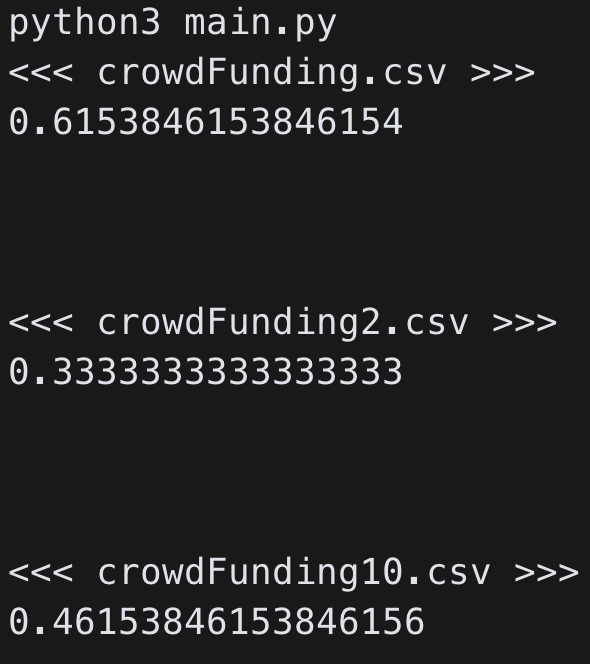 python3 main.py
<<< crowdFunding.csv >>>
0.6153846153846154
<<< crowdFunding2.csv >>>
0.3333333333333333
<<< crowdFunding10.csv >>>
0.46153846153846156